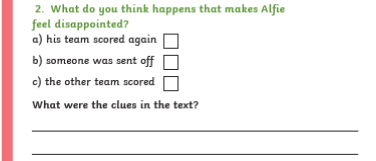 2. What do you think happens that makes Alfie
feel disappointed?
a) his team scored again
b) someone was sent off
c) the other team scored
What were the clues in the text?